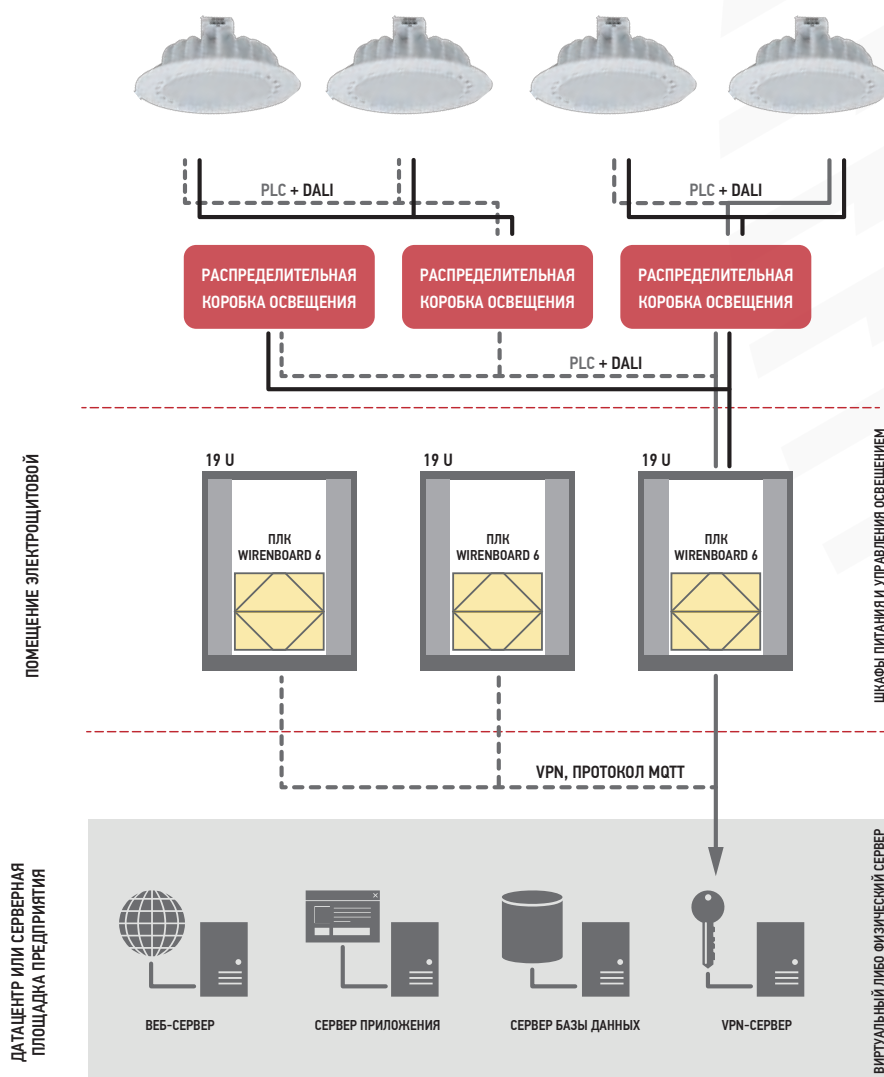 PLC + DALI
PLC + DALI
РАСПРЕДЕЛИТЕЛЬНАЯ
КОРОБКА ОСВЕЩЕНИЯ
РАСПРЕДЕЛИТЕЛЬНАЯ
КОРОБКА ОСВЕЩЕНИЯ
РАСПРЕДЕЛИТЕЛЬНАЯ
КОРОБКА ОСВЕЩЕНИЯ
PLC + DALI
ПОМЕЩЕНИЕ ЭЛЕКТРОЩИТОВОЙ
19 U
19 U
19 U
ПЛК
WIRENBOARD 6
ПЛК
WIRENBOARD 6
ПЛК
WIRENBOARD 6
ШКАФЫ ПИТАНИЯ И УПРАВЛЕНИЯ ОСВЕЩЕНИЕМ
VPN, ПРОТОКОЛ MQTT
ДАТАЦЕНТР ИЛИ СЕРВЕРНАЯ
ПЛОЩАДКА ПРЕДПРИЯТИЯ
ВЕБ-СЕРВЕР
СЕРВЕР ПРИЛОЖЕНИЯ
СЕРВЕР БАЗЫ ДАННЫХ
VPN-СЕРВЕР
ВИРТУАЛЬНЫЙ ЛИБО ФИЗИЧЕСКИЙ СЕРВЕР